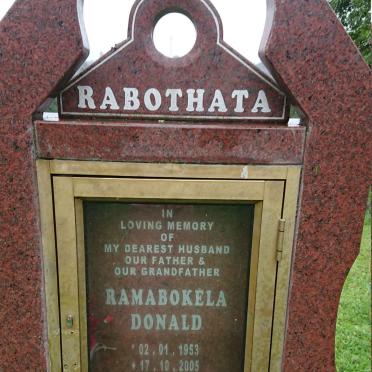 RABOTHATA
IN
LOVING MEMORY
OF
MY DEAREST HUSBAND
OUR FATHER &
OUR GRANDFATHER
RAMABOKELA
DONALD
* 02 . 01 . 1953
+ 17 . 10 . 2005